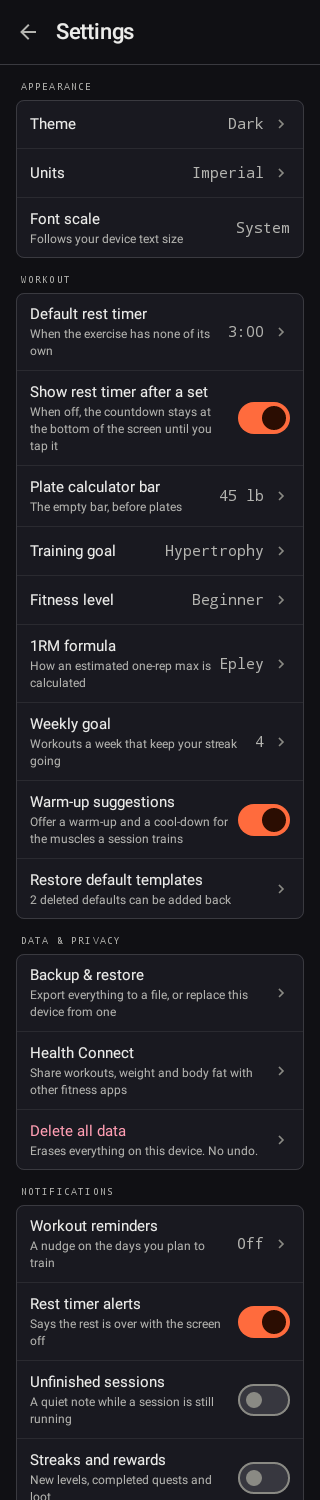 Settings
APPEARANCE
Theme
Dark
Units
Imperial
Font scale
Follows your device text size
System
WORKOUT
Default rest timer
When the exercise has none of its
own
3:00
Show rest timer after a set
When off, the countdown stays at
the bottom of the screen until you
tap it
Plate calculator bar
The empty bar, before plates
45 lb
Training goal
Hypertrophy
Fitness level
Beginner
1RM formula
How an estimated one-rep max is
calculated
Epley
Weekly goal
Workouts a week that keep your streak
going
4
Warm-up suggestions
Offer a warm-up and a cool-down for
the muscles a session trains
Restore default templates
2 deleted defaults can be added back
DATA & PRIVACY
Backup & restore
Export everything to a file, or replace this
device from one
Health Connect
Share workouts, weight and body fat with
other fitness apps
Delete all data
Erases everything on this device. No undo.
NOTIFICATIONS
Workout reminders
A nudge on the days you plan to
train
Off
Rest timer alerts
Says the rest is over with the screen
off
Unfinished sessions
A quiet note while a session is still
running
Streaks and rewards
New levels, completed quests and
loot